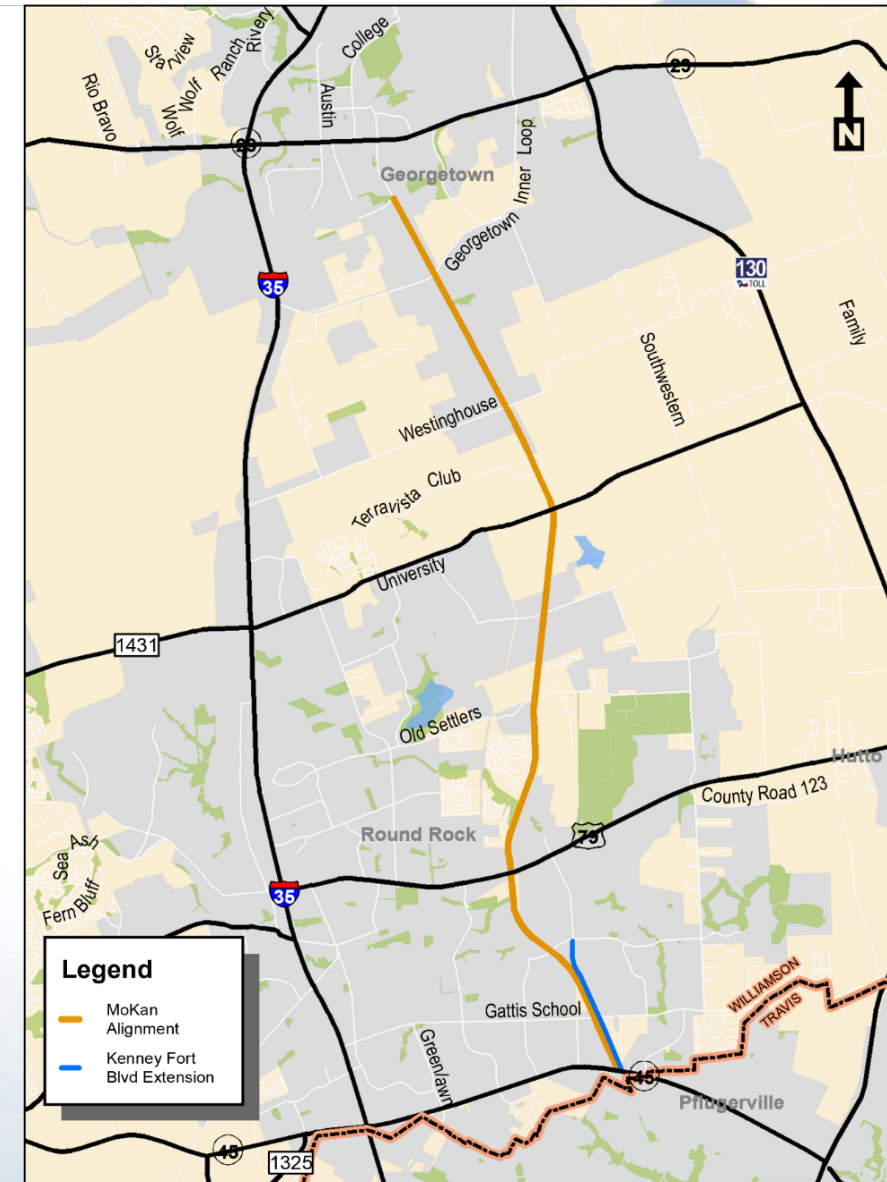 College
Rivery
Starview
Ranch
Wolf
Wolf
Rio Bravo
Austin
29
29
N
Inner Loop
Georgetown
Georgetown
35
130
TOLL
Family
Southwestern
Westinghouse
Club
Terravista
University
1431
Old Settlers
Hutto
County Road 123
Round Rock
79
Ash
Sea
Fern Bluff
35
Legend
MoKan
Alignment
Kenney Fort
Blvd Extension
WILLIAMSON
TRAVIS
Gattis School
Greenlawn
45
Pflugerville
45
1325